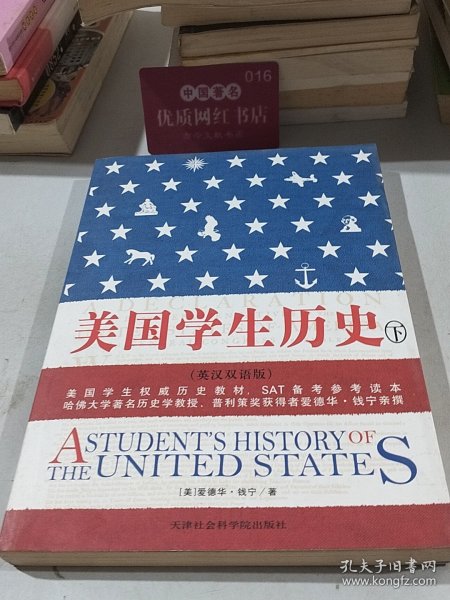 016
中国著名
优质网红书店
A DECLARATION
美国学生历史 下
(英汉双语版)
美国学生权威历史教材,SAT备考参考读本
哈佛大学著名历史学教授、普利策奖获得者爱德华·钱宁亲撰
A STUDENT'S HISTORY OF
THE UNITED STATES
[美]爱德华·钱宁/著
天津社会科学院出版社
孔夫子旧书网
www.kongfz.com